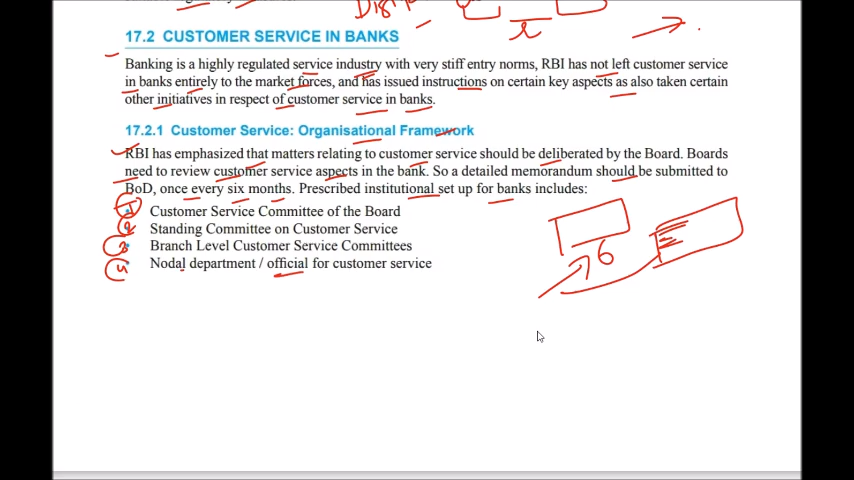 17.2 CUSTOMER SERVICE IN BANKS
Banking is a highly regulated service industry with very stiff entry norms, RBI has not left customer service
in banks entirely to the market forces, and has issued instructions on certain key aspects as also taken certain
other initiatives in respect of customer service in banks.
17.2.1 Customer Service: Organisational Framework
RBI has emphasized that matters relating to customer service should be deliberated by the Board. Boards
need to review customer service aspects in the bank. So a detailed memorandum should be submitted to
BoD, once every six months. Prescribed institutional set up for banks includes:
1 Customer Service Committee of the Board
2 Standing Committee on Customer Service
3 Branch Level Customer Service Committees
4 Nodal department / official for customer service
6